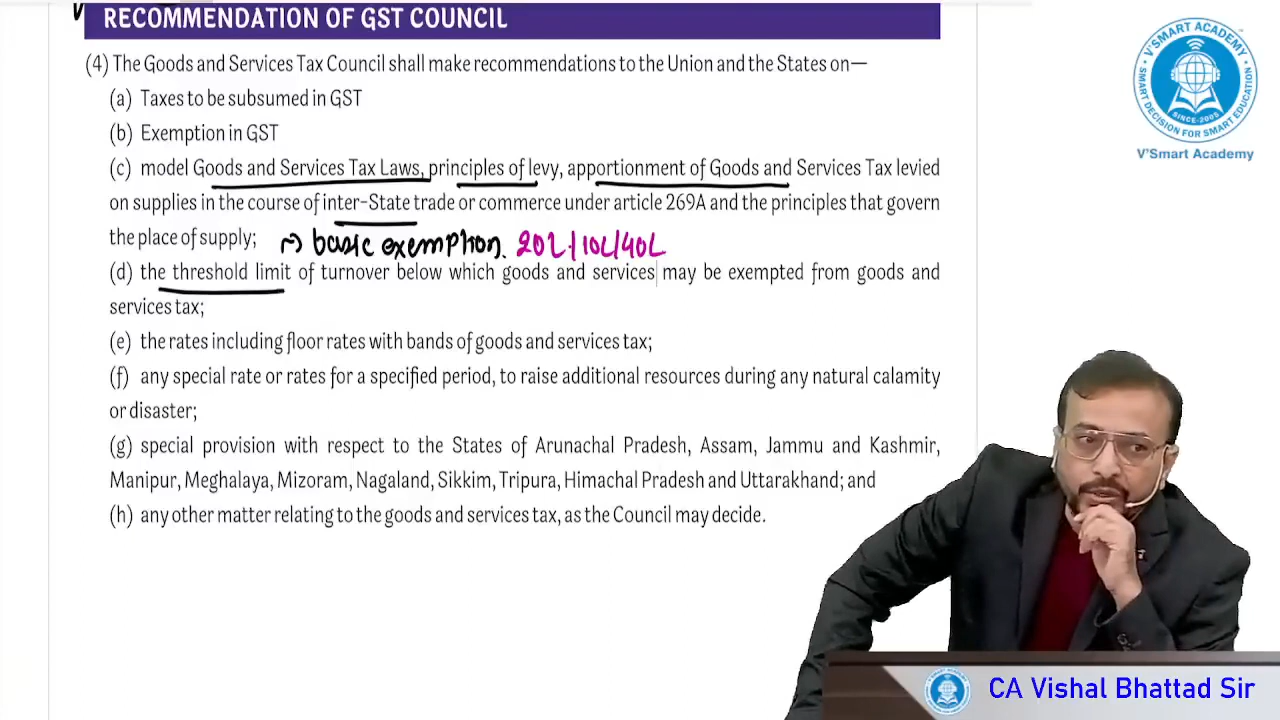 RECOMMENDATION OF GST COUNCIL
(4) The Goods and Services Tax Council shall make recommendations to the Union and the States on—
(a) Taxes to be subsumed in GST
(b) Exemption in GST
(c) model Goods and Services Tax Laws, principles of levy, apportionment of Goods and Services Tax levied
on supplies in the course of inter-State trade or commerce under article 269A and the principles that govern
the place of supply;
basic exemption. 20L/10L/40L
(d) the threshold limit of turnover below which goods and services may be exempted from goods and
services tax;
(e) the rates including floor rates with bands of goods and services tax;
(f) any special rate or rates for a specified period, to raise additional resources during any natural calamity
or disaster;
(g) special provision with respect to the States of Arunachal Pradesh, Assam, Jammu and Kashmir,
Manipur, Meghalaya, Mizoram, Nagaland, Sikkim, Tripura, Himachal Pradesh and Uttarakhand; and
(h) any other matter relating to the goods and services tax, as the Council may decide.
V'SMART ACADEMY
SMART DECISION FOR SMART EDUCATION
SINCE-2005
V'Smart Academy
CA Vishal Bhattad Sir